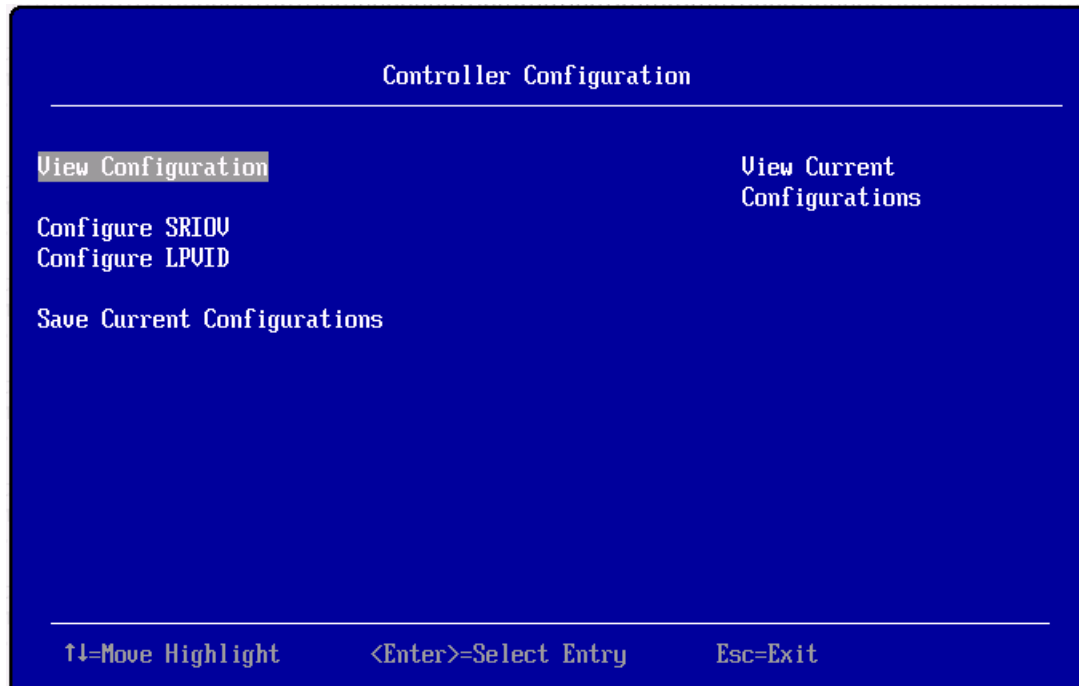 Controller Configuration
View Configuration
View Current
Configurations
Configure SRIOV
Configure LPVID
Save Current Configurations
↑↓=Move Highlight <Enter>=Select Entry Esc=Exit